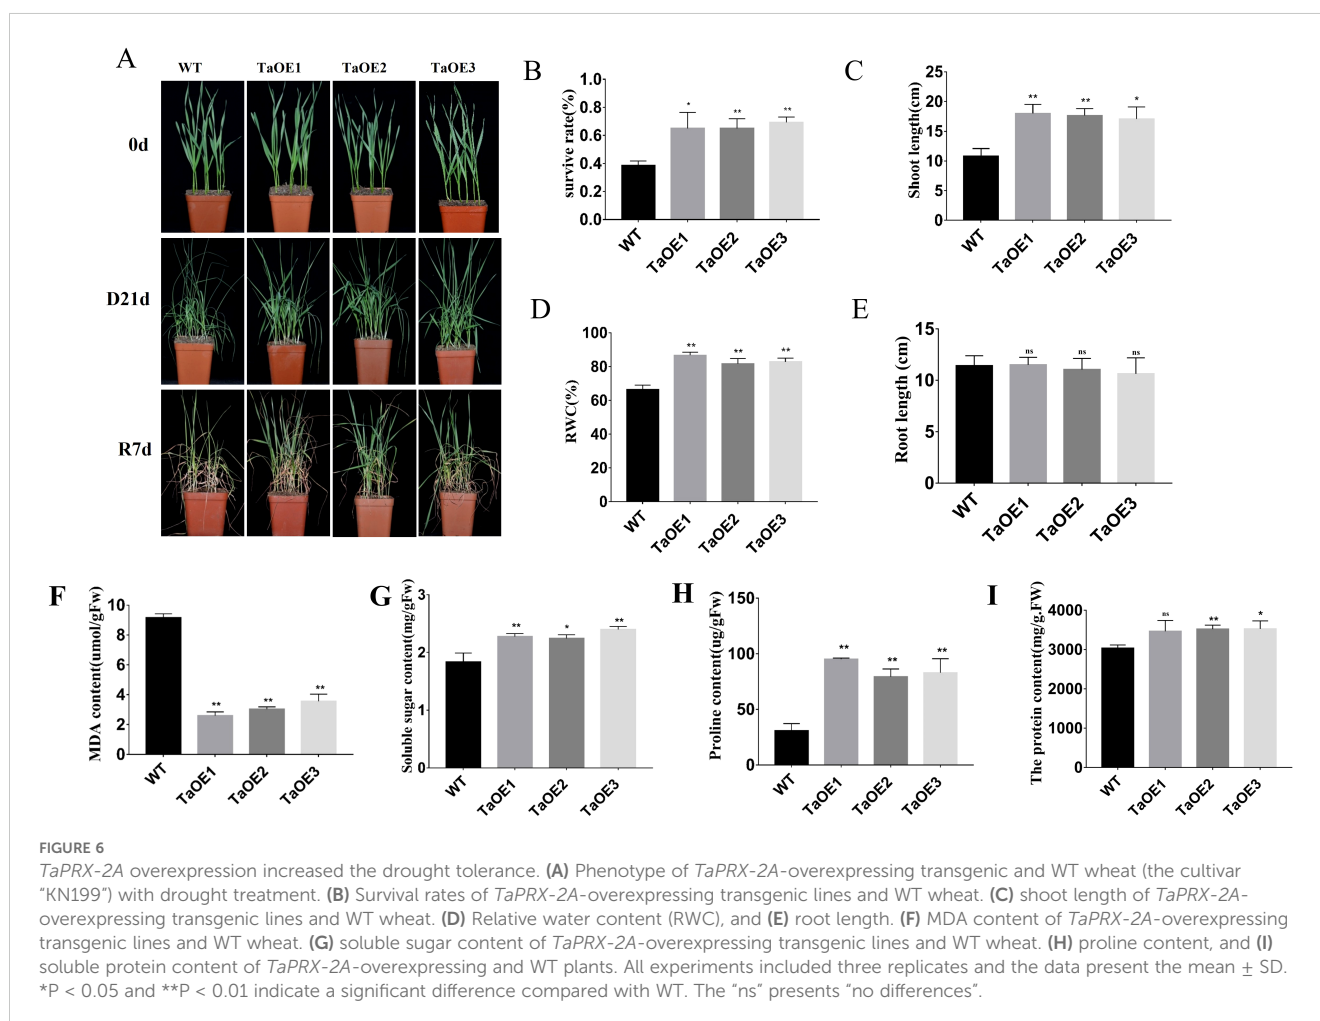 A
WT TaOE1 TaOE2 TaOE3
0d
D21d
R7d
B
survive rate(%)
1.0
0.8
0.6
0.4
0.2
0.0
* ** **
WT TaOE1 TaOE2 TaOE3
C
Shoot length(cm)
25
20
15
10
5
0
** ** *
WT TaOE1 TaOE2 TaOE3
D
RWC(%)
100
80
60
40
20
0
** ** **
WT TaOE1 TaOE2 TaOE3
E
Root length (cm)
15
10
5
0
ns ns ns
WT TaOE1 TaOE2 TaOE3
F
MDA content(umol/gFw)
10
8
6
4
2
0
** ** **
WT TaOE1 TaOE2 TaOE3
G
Soluble sugar content(mg/gFw)
3
2
1
0
** * **
WT TaOE1 TaOE2 TaOE3
H
Proline content(ug/gFw)
150
100
50
0
** ** **
WT TaOE1 TaOE2 TaOE3
I
The protein content(mg/g.FW)
4000
3000
2000
1000
0
ns ** *
WT TaOE1 TaOE2 TaOE3
FIGURE 6
TaPRX-2A overexpression increased the drought tolerance. (A) Phenotype of TaPRX-2A-overexpressing transgenic and WT wheat (the cultivar
“KN199”) with drought treatment. (B) Survival rates of TaPRX-2A-overexpressing transgenic lines and WT wheat. (C) shoot length of TaPRX-2A-
overexpressing transgenic lines and WT wheat. (D) Relative water content (RWC), and (E) root length. (F) MDA content of TaPRX-2A-overexpressing
transgenic lines and WT wheat. (G) soluble sugar content of TaPRX-2A-overexpressing transgenic lines and WT wheat. (H) proline content, and (I)
soluble protein content of TaPRX-2A-overexpressing and WT plants. All experiments included three replicates and the data present the mean ± SD.
*P < 0.05 and **P < 0.01 indicate a significant difference compared with WT. The “ns” presents “no differences”.